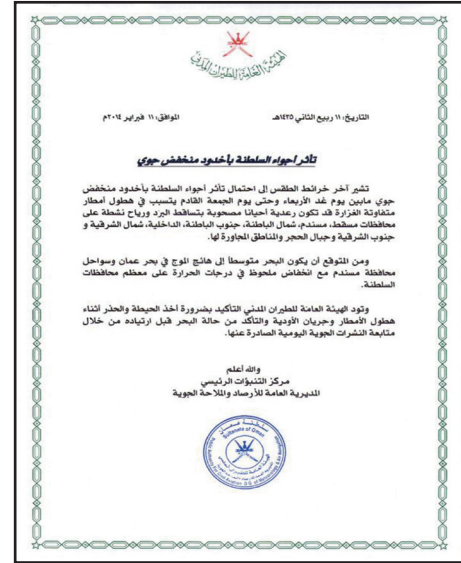 الهيئة العامة للطيران المدني
التاريخ: ١١ ربيع الثاني ١٤٣٥هـ
الموافق: ١١ فبراير ٢٠١٤م
تأثر أجواء السلطنة بأخدود منخفض جوي
تشير آخر خرائط الطقس إلى احتمال تأثر أجواء السلطنة بأخدود منخفض
جوي مابين يوم غد الأربعاء وحتى يوم الجمعة القادم يتسبب في هطول أمطار
متفاوتة الغزارة قد تكون رعدية أحيانا مصحوبة بتساقط البرد ورياح نشطة على
محافظات مسقط، مسندم، شمال الباطنة، جنوب الباطنة، الداخلية، شمال الشرقية و
جنوب الشرقية وجبال الحجر والمناطق المجاورة لها.
ومن المتوقع أن يكون البحر متوسطاً إلى هائج الموج في بحر عمان وسواحل
محافظة مسندم مع انخفاض ملحوظ في درجات الحرارة على معظم محافظات
السلطنة.
وتود الهيئة العامة للطيران المدني التأكيد بضرورة أخذ الحيطة والحذر أثناء
هطول الأمطار وجريان الأودية والتأكد من حالة البحر قبل ارتياده من خلال
متابعة النشرات الجوية اليومية الصادرة عنها.
والله أعلم
مركز التنبؤات الرئيسي
المديرية العامة للأرصاد والملاحة الجوية
سلطنة عمان
Sultanate of Oman